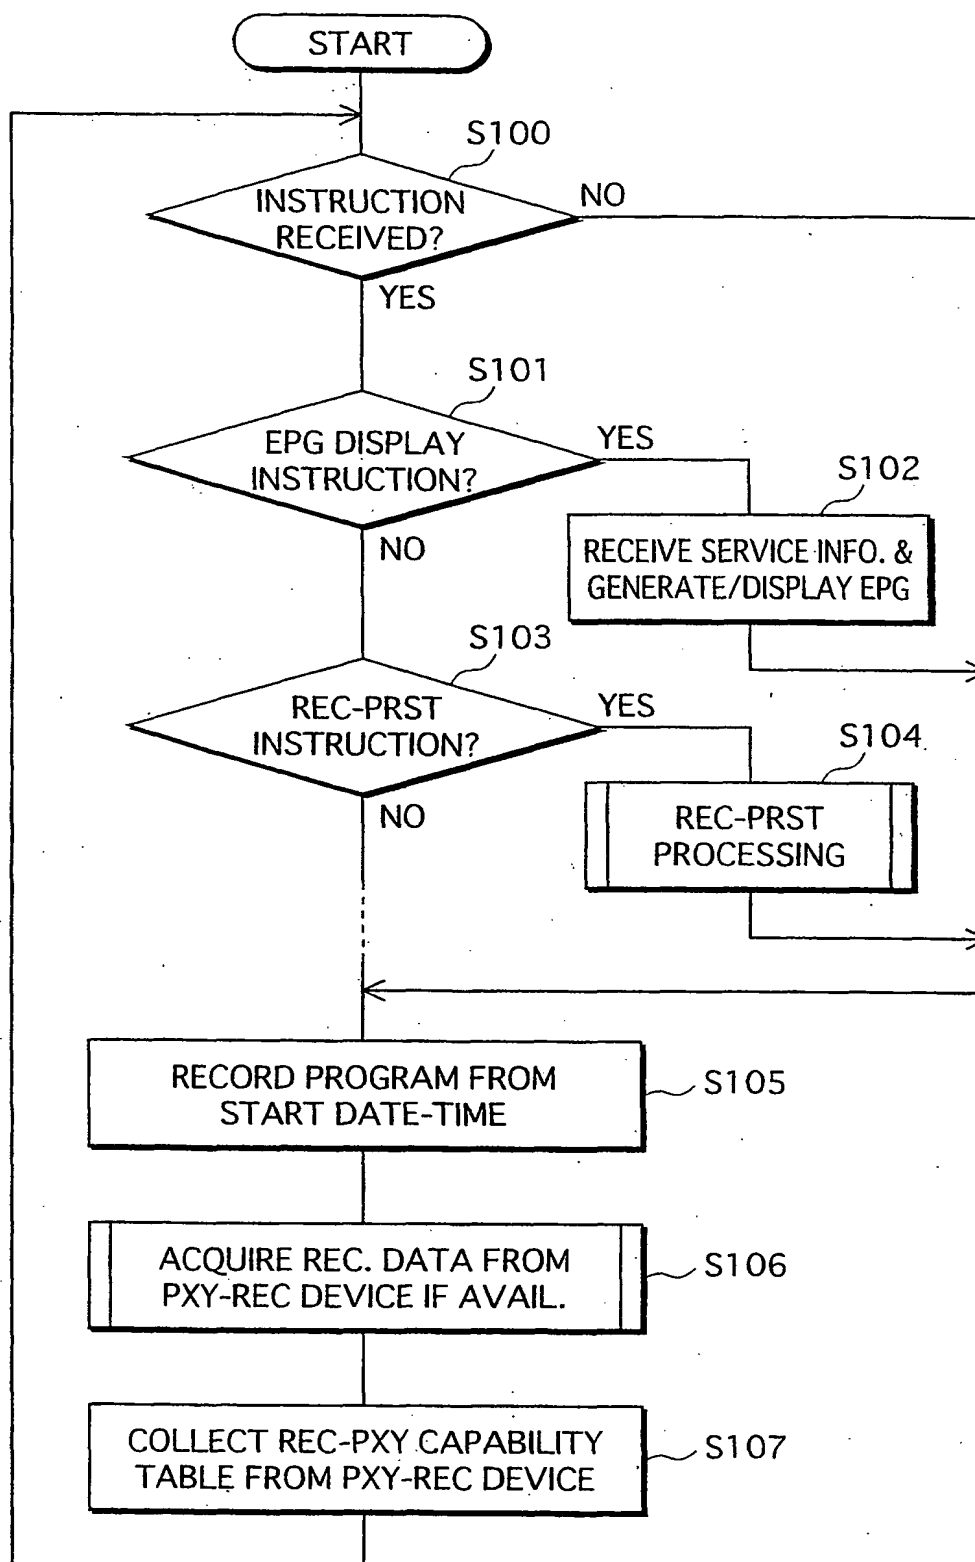 START
S100
INSTRUCTION
RECEIVED?
NO
YES
S101
EPG DISPLAY
INSTRUCTION?
YES
NO
S102
RECEIVE SERVICE INFO. &
GENERATE/DISPLAY EPG
S103
REC-PRST
INSTRUCTION?
YES
NO
S104
REC-PRST
PROCESSING
RECORD PROGRAM FROM
START DATE-TIME
S105
ACQUIRE REC. DATA FROM
PXY-REC DEVICE IF AVAIL.
S106
COLLECT REC-PXY CAPABILITY
TABLE FROM PXY-REC DEVICE
S107